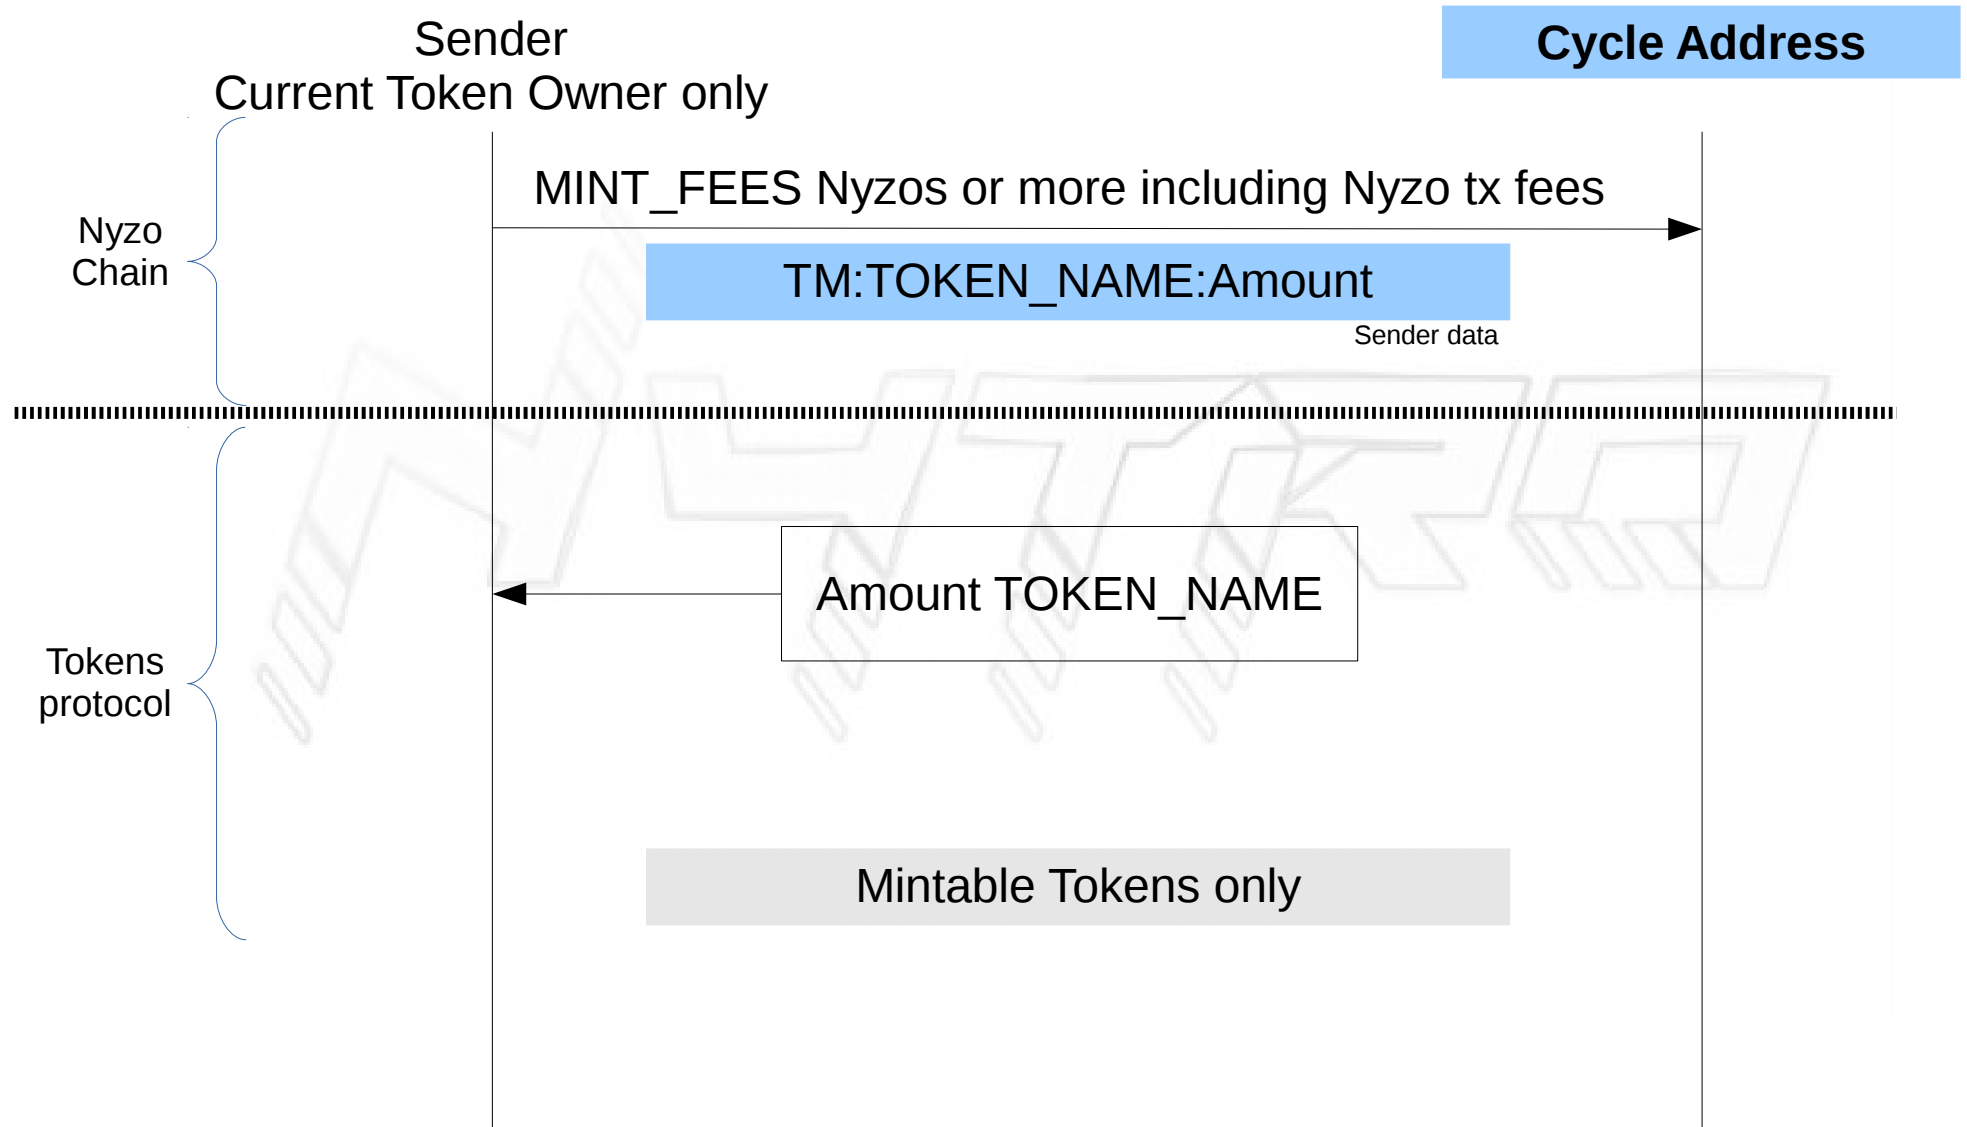 Sender
Current Token Owner only
Cycle Address
MINT_FEES Nyzos or more including Nyzo tx fees
Nyzo
Chain
TM:TOKEN_NAME:Amount
Sender data
NYTRO
Amount TOKEN_NAME
Tokens
protocol
Mintable Tokens only